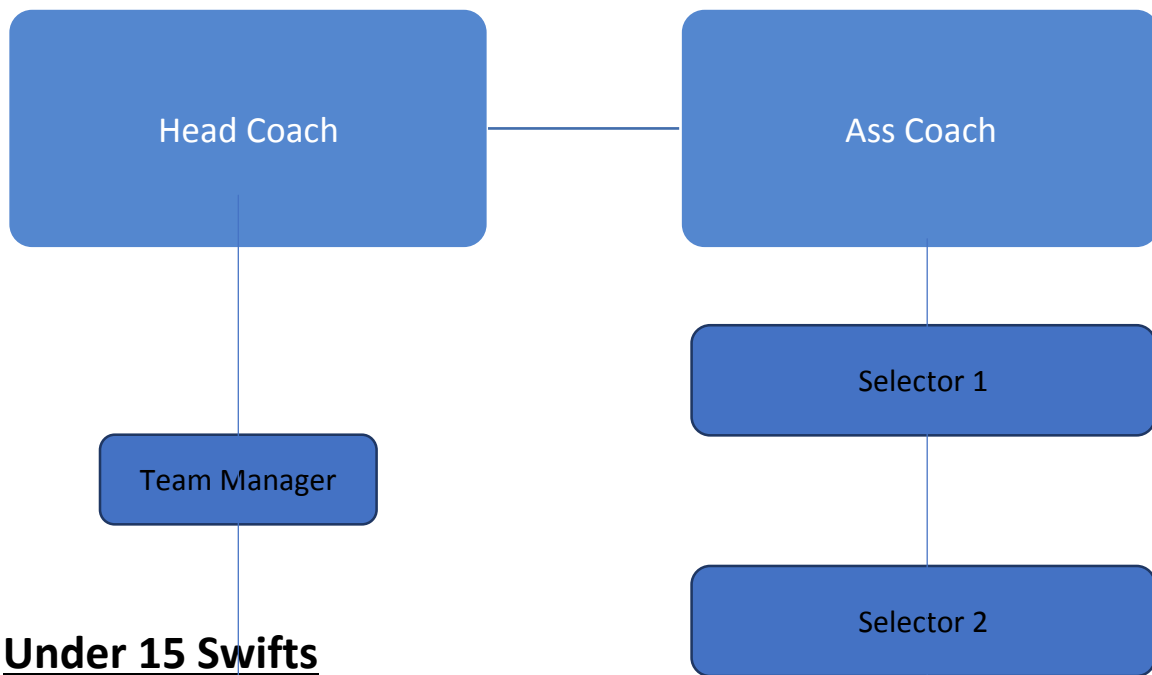 Head Coach
Ass Coach
Selector 1
Team Manager
Selector 2
Under 15 Swifts